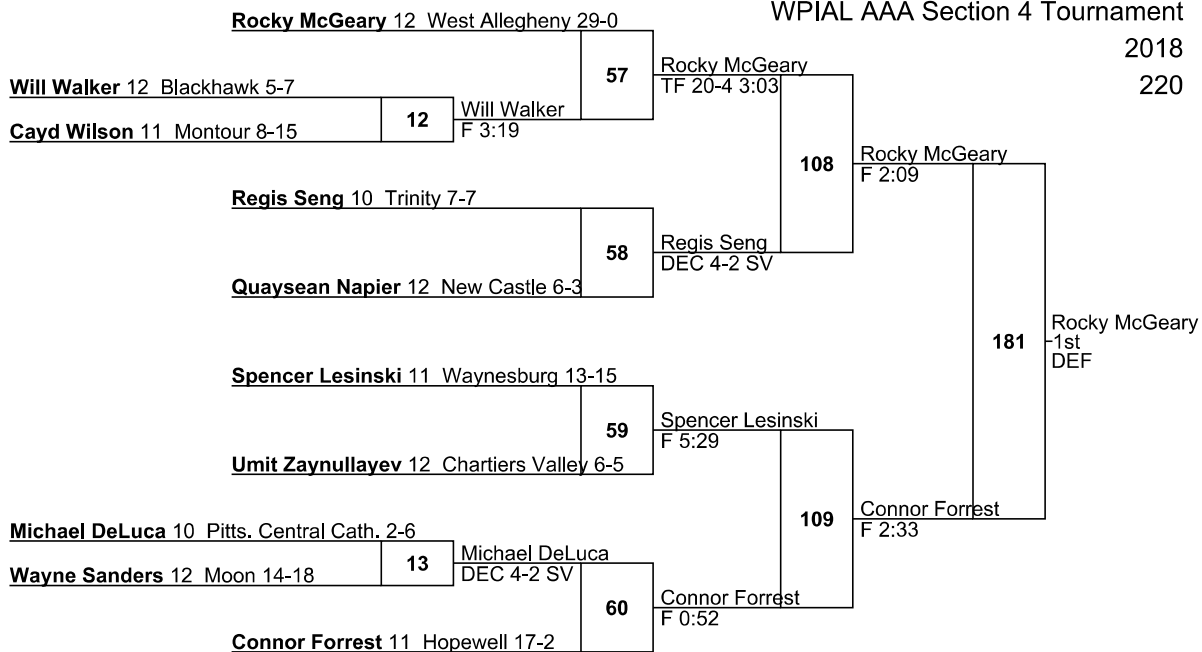 WPIAL AAA Section 4 Tournament
2018
220
Rocky McGeary 12 West Allegheny 29-0
57
Rocky McGeary
TF 20-4 3:03
Will Walker 12 Blackhawk 5-7
12
Will Walker
F 3:19
Cayd Wilson 11 Montour 8-15
108
Rocky McGeary
F 2:09
Regis Seng 10 Trinity 7-7
58
Regis Seng
DEC 4-2 SV
Quaysean Napier 12 New Castle 6-3
181
Rocky McGeary
1st
DEF
Spencer Lesinski 11 Waynesburg 13-15
59
Spencer Lesinski
F 5:29
Umit Zaynullayev 12 Chartiers Valley 6-5
109
Connor Forrest
F 2:33
Michael DeLuca 10 Pitts. Central Cath. 2-6
13
Michael DeLuca
DEC 4-2 SV
Wayne Sanders 12 Moon 14-18
60
Connor Forrest
F 0:52
Connor Forrest 11 Hopewell 17-2